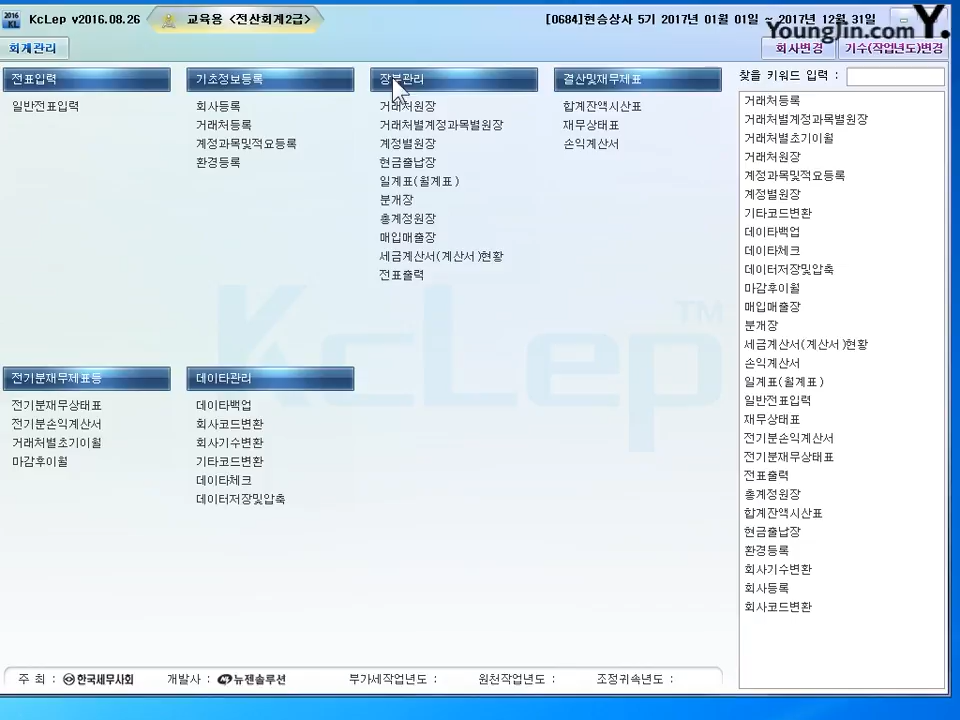 2016 KL KcLep v2016.08.26 교육용 <전산회계2급> [0684]현승상사 5기 2017년 01월 01일 ~ 2017년 12월 31일
YoungJin.com Y.
회계관리 회사변경 기수(작업년도)변경
전표입력
일반전표입력
기초정보등록
회사등록
거래처등록
계정과목및적요등록
환경등록
장부관리
거래처원장
거래처별계정과목별원장
계정별원장
현금출납장
일계표(월계표)
분개장
총계정원장
매입매출장
세금계산서(계산서)현황
전표출력
결산및재무제표
합계잔액시산표
재무상태표
손익계산서
KcLep TM
전기분재무제표등
전기분재무상태표
전기분손익계산서
거래처별초기이월
마감후이월
데이타관리
데이타백업
회사코드변환
회사기수변환
기타코드변환
데이타체크
데이터저장및압축
찾을 키워드 입력 :
거래처등록
거래처별계정과목별원장
거래처별초기이월
거래처원장
계정과목및적요등록
계정별원장
기타코드변환
데이타백업
데이타체크
데이터저장및압축
마감후이월
매입매출장
분개장
세금계산서(계산서)현황
손익계산서
일계표(월계표)
일반전표입력
재무상태표
전기분손익계산서
전기분재무상태표
전표출력
총계정원장
합계잔액시산표
현금출납장
환경등록
회사기수변환
회사등록
회사코드변환
주 최 : 한국세무사회 개발사 : 뉴젠솔루션 부가세작업년도 : 원천작업년도 : 조정귀속년도 :